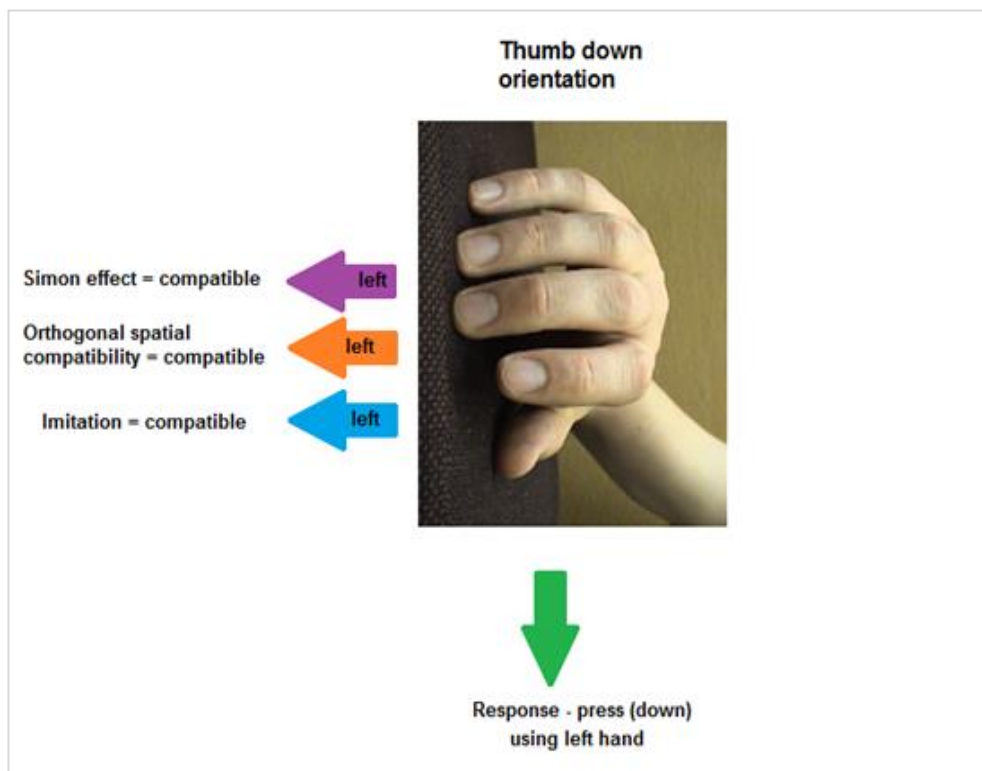 Thumb down
orientation
Simon effect = compatible
left
Orthogonal spatial
compatibility = compatible
left
Imitation = compatible
left
Response - press (down)
using left hand